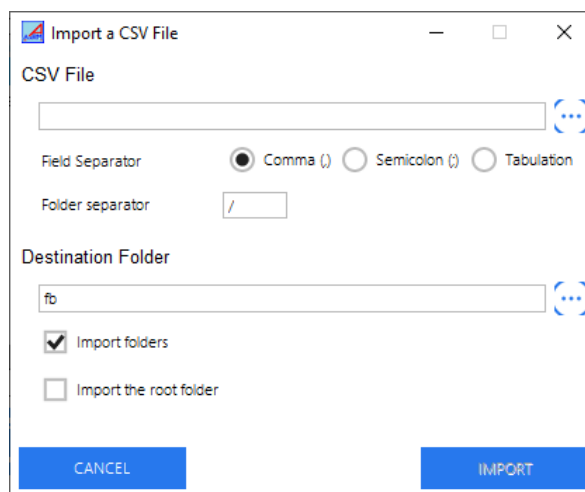 Import a CSV File
CSV File
Field Separator Comma (,) Semicolon (;) Tabulation
Folder separator /
Destination Folder
fb
Import folders
Import the root folder
CANCEL IMPORT